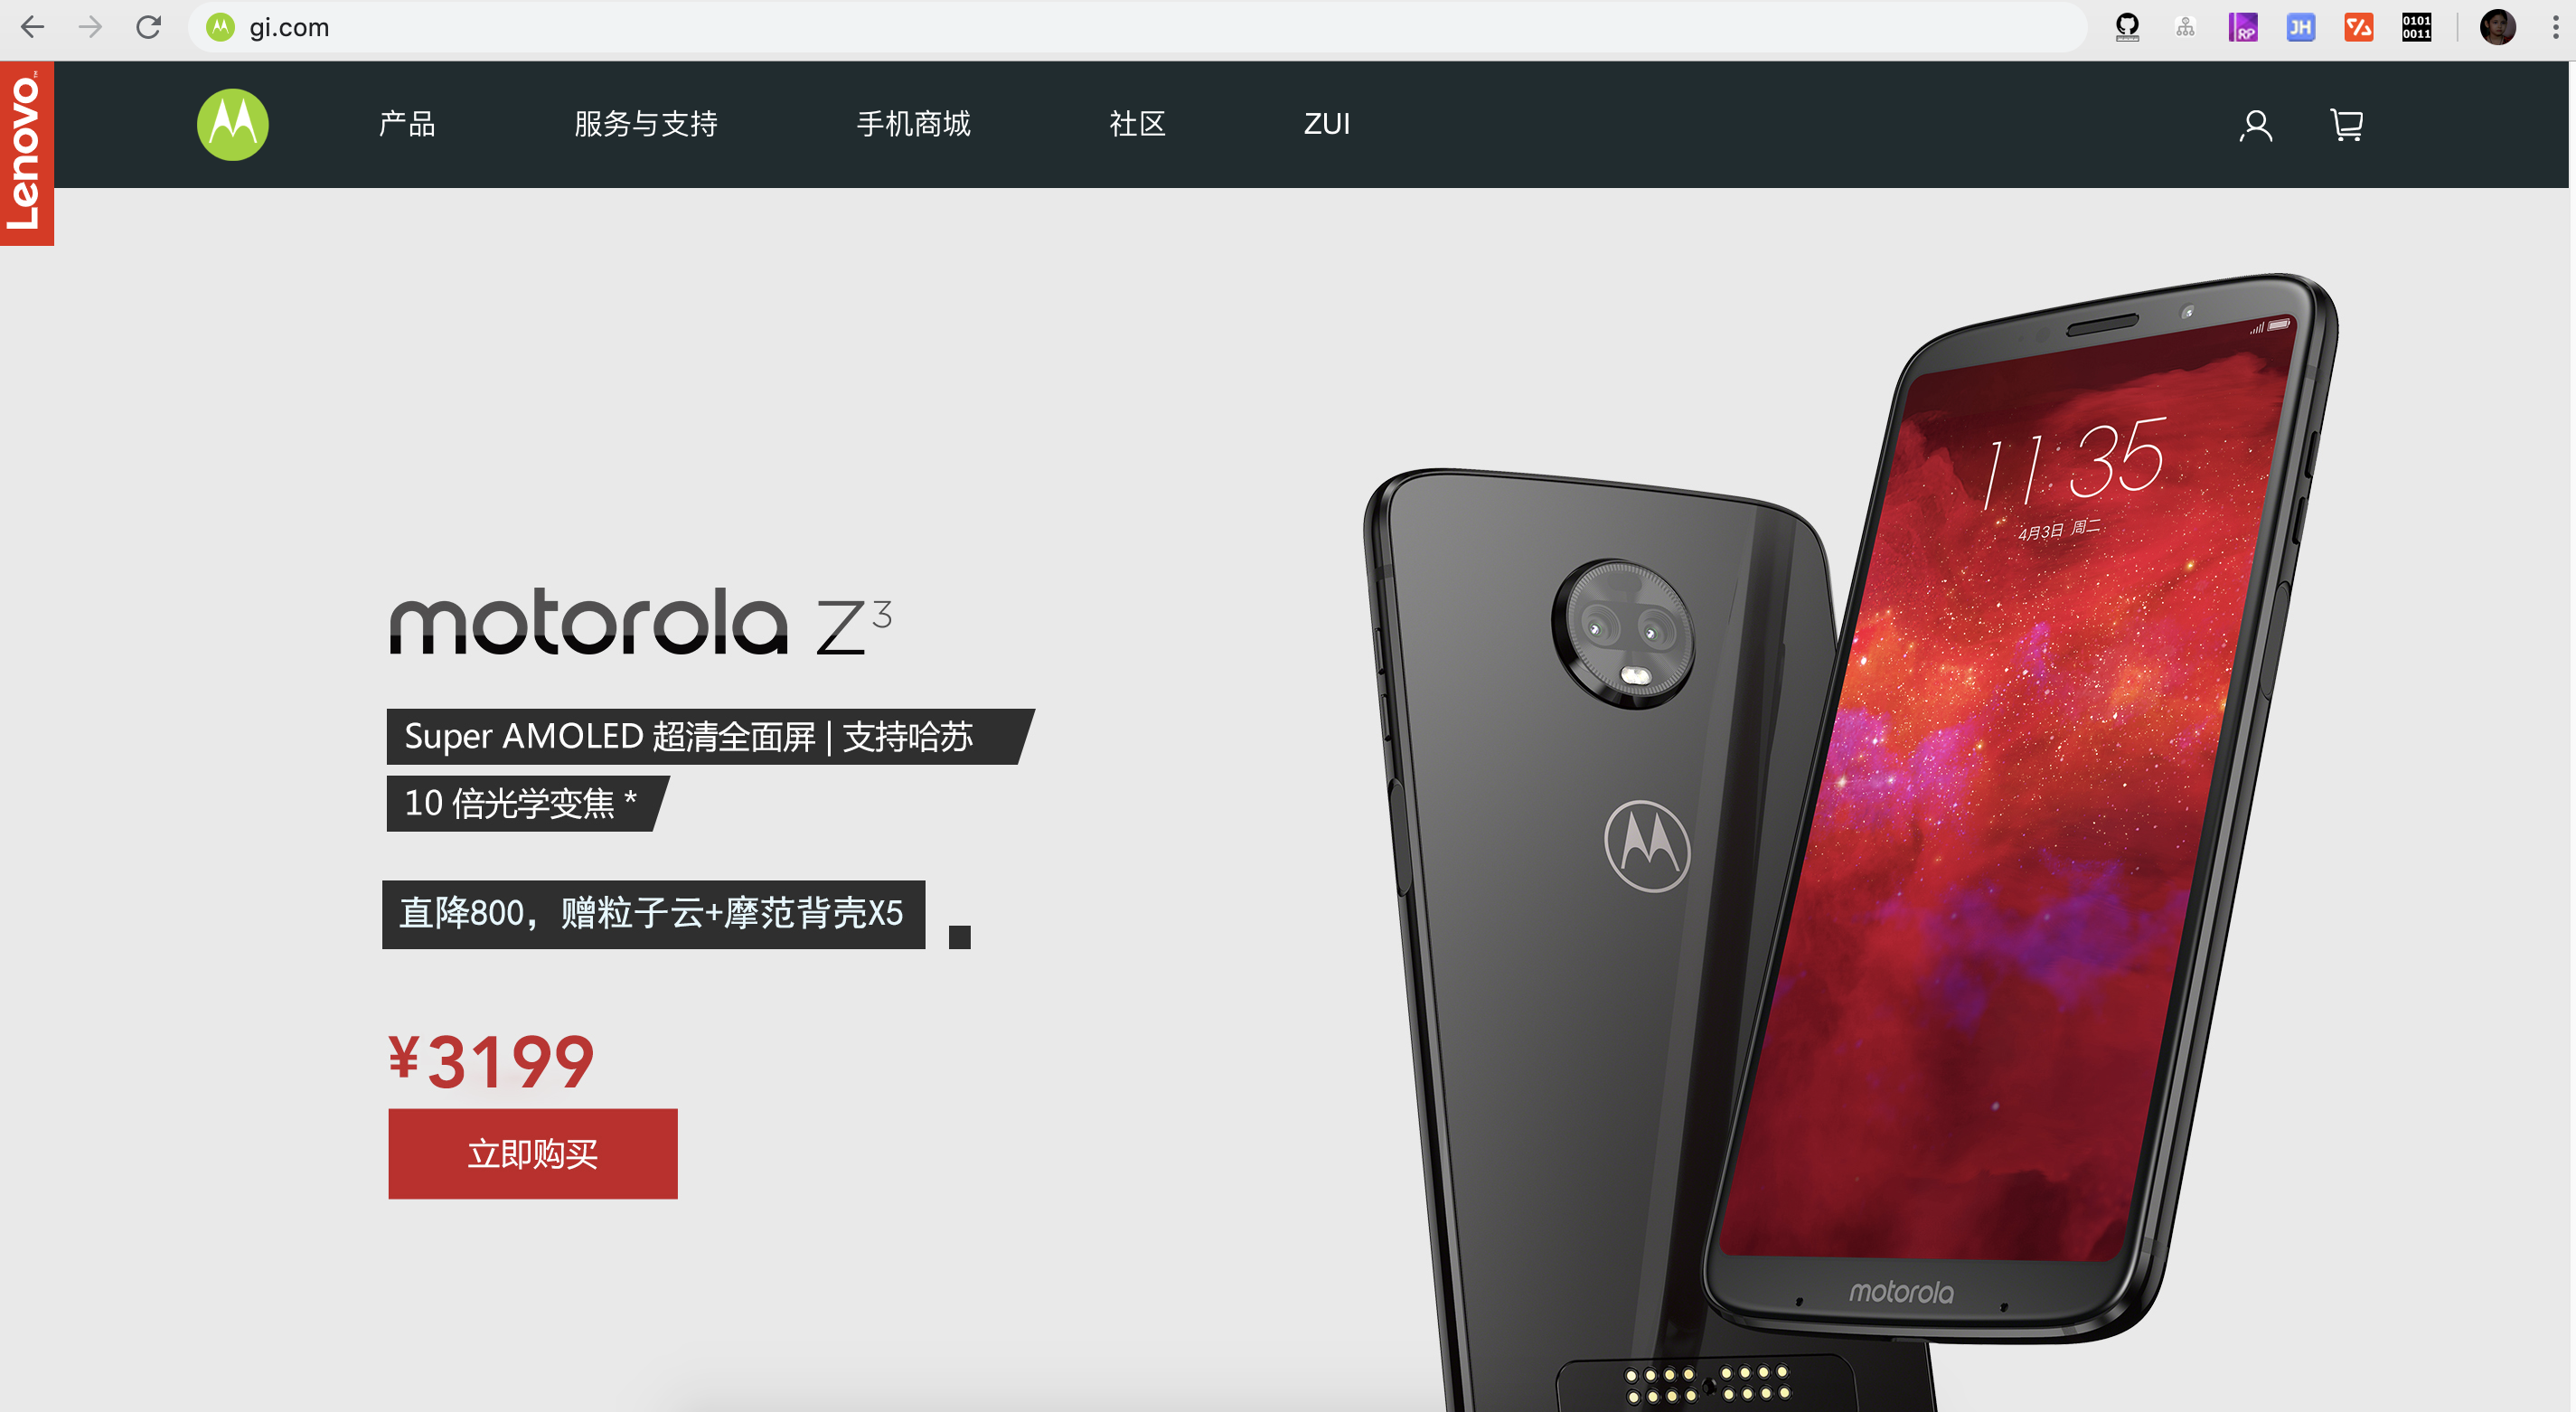 gi.com
RP
JH
0101
0011
Lenovo™
产品
服务与支持
手机商城
社区
ZUI
11:35
4月3日 周二
motorola z³
Super AMOLED 超清全面屏 | 支持哈苏
10 倍光学变焦 *
直降800，赠粒子云+摩范背壳X5
¥3199
立即购买
motorola